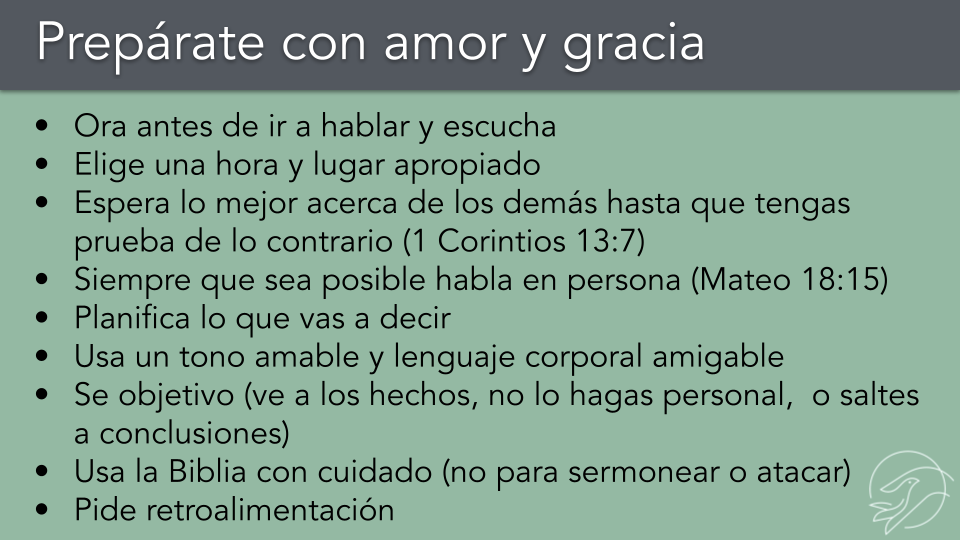 Prepárate con amor y gracia
• Ora antes de ir a hablar y escucha
• Elige una hora y lugar apropiado
• Espera lo mejor acerca de los demás hasta que tengas
prueba de lo contrario (1 Corintios 13:7)
• Siempre que sea posible habla en persona (Mateo 18:15)
• Planifica lo que vas a decir
• Usa un tono amable y lenguaje corporal amigable
• Se objetivo (ve a los hechos, no lo hagas personal,  o saltes
a conclusiones)
• Usa la Biblia con cuidado (no para sermonear o atacar)
• Pide retroalimentación